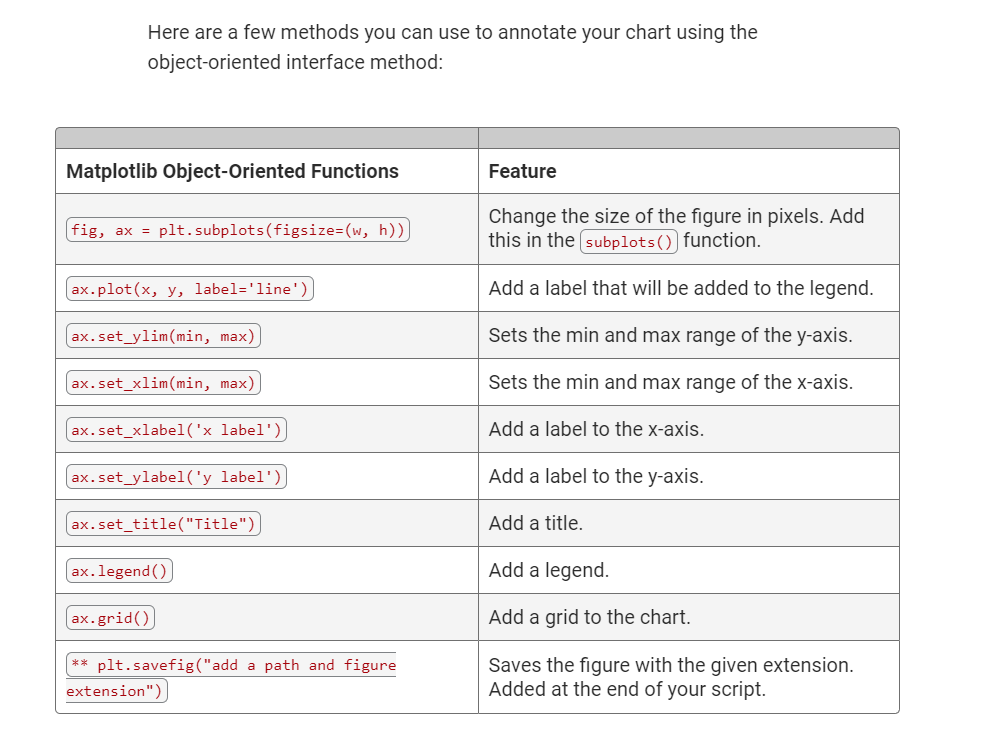 Here are a few methods you can use to annotate your chart using the
object-oriented interface method:
Matplotlib Object-Oriented Functions
Feature
fig, ax = plt.subplots(figsize=(w, h))
Change the size of the figure in pixels. Add
this in the subplots() function.
ax.plot(x, y, label='line')
Add a label that will be added to the legend.
ax.set_ylim(min, max)
Sets the min and max range of the y-axis.
ax.set_xlim(min, max)
Sets the min and max range of the x-axis.
ax.set_xlabel('x label')
Add a label to the x-axis.
ax.set_ylabel('y label')
Add a label to the y-axis.
ax.set_title("Title")
Add a title.
ax.legend()
Add a legend.
ax.grid()
Add a grid to the chart.
** plt.savefig("add a path and figure
extension")
Saves the figure with the given extension.
Added at the end of your script.